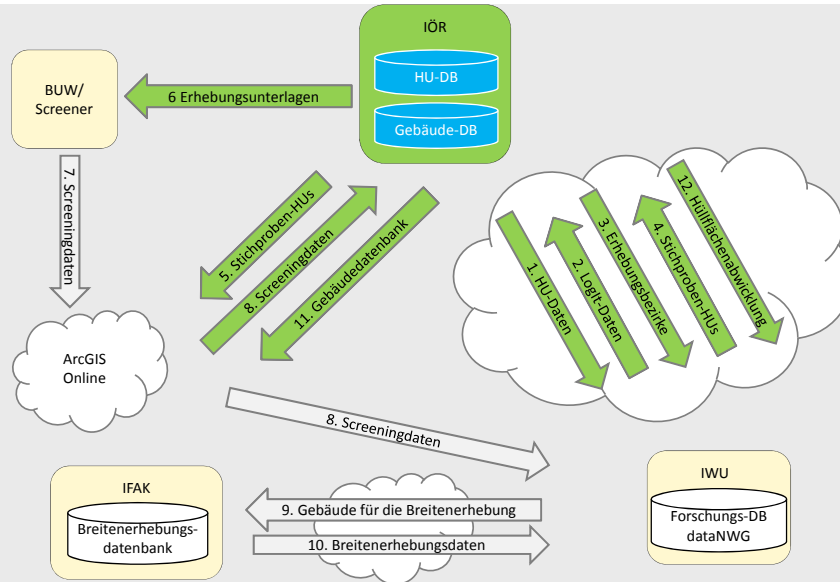 IÖR
HU-DB
Gebäude-DB
BUW/
Screener
6 Erhebungsunterlagen
7. Screeningdaten
5. Stichproben-HUs
8. Screeningdaten
11. Gebäudedatenbank
1. HU-Daten
2. Logit-Daten
3. Erhebungsbezirke
4. Stichproben-HUs
12. Hüllflächenabwicklung
ArcGIS
Online
8. Screeningdaten
IFAK
Breitenerhebungs-
datenbank
9. Gebäude für die Breitenerhebung
10. Breitenerhebungsdaten
IWU
Forschungs-DB
dataNWG